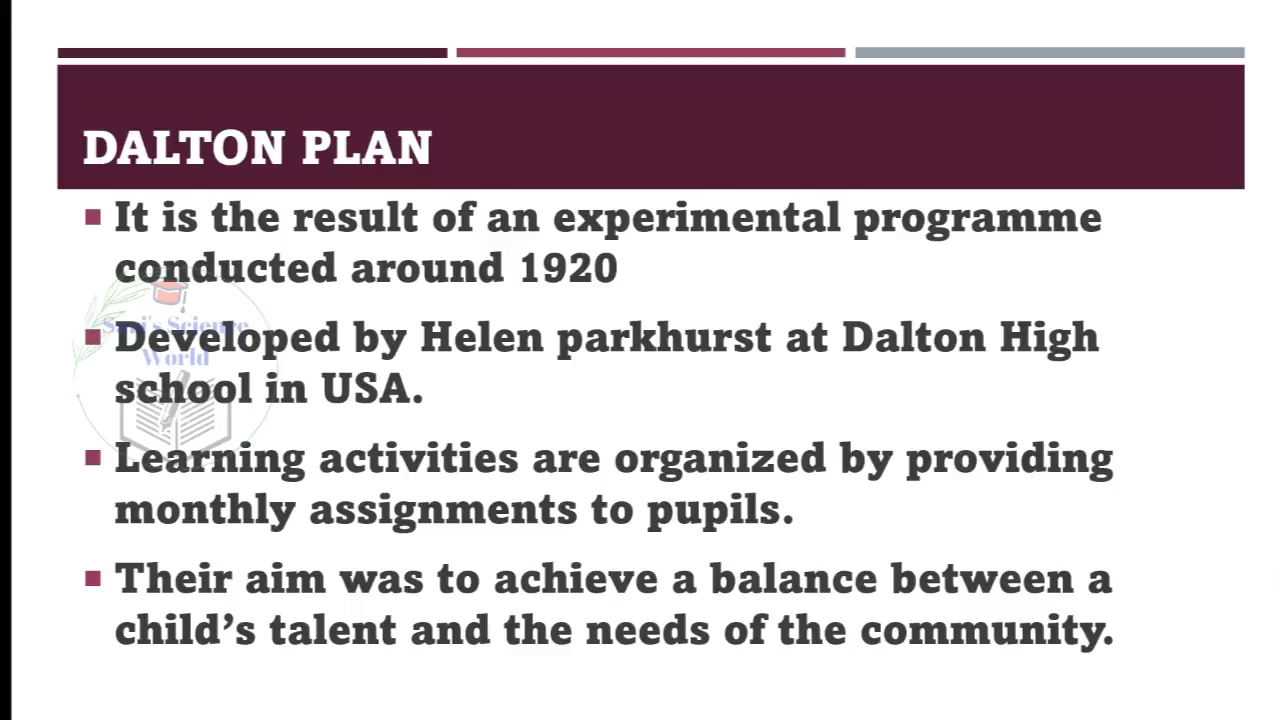 DALTON PLAN
It is the result of an experimental programme
conducted around 1920
Developed by Helen parkhurst at Dalton High
school in USA.
Learning activities are organized by providing
monthly assignments to pupils.
Their aim was to achieve a balance between a
child’s talent and the needs of the community.
Science
World